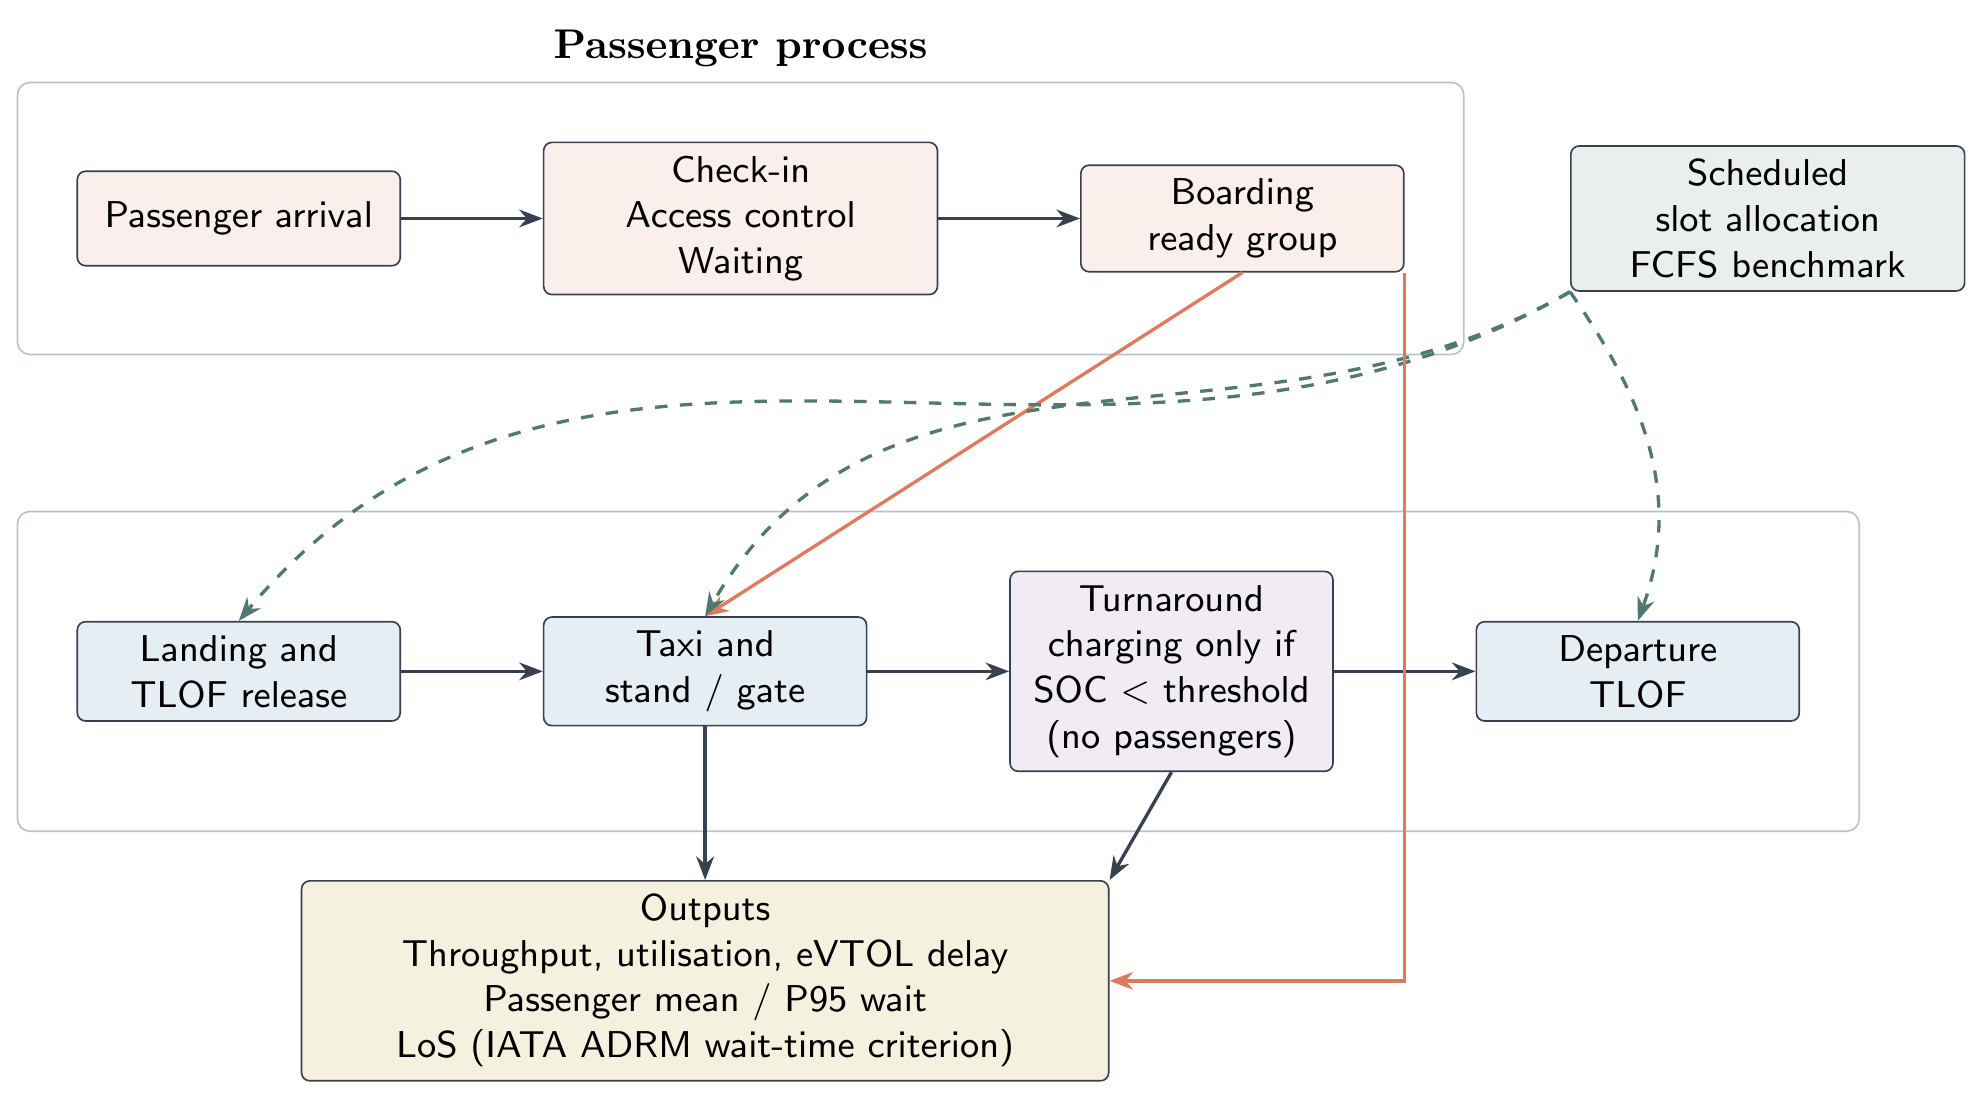 Passenger process
Passenger arrival
Check-in
Access control
Waiting
Boarding
ready group
Scheduled
slot allocation
FCFS benchmark
Landing and
TLOF release
Taxi and
stand / gate
Turnaround
charging only if
SOC < threshold
(no passengers)
Departure
TLOF
Outputs
Throughput, utilisation, eVTOL delay
Passenger mean / P95 wait
LoS (IATA ADRM wait-time criterion)